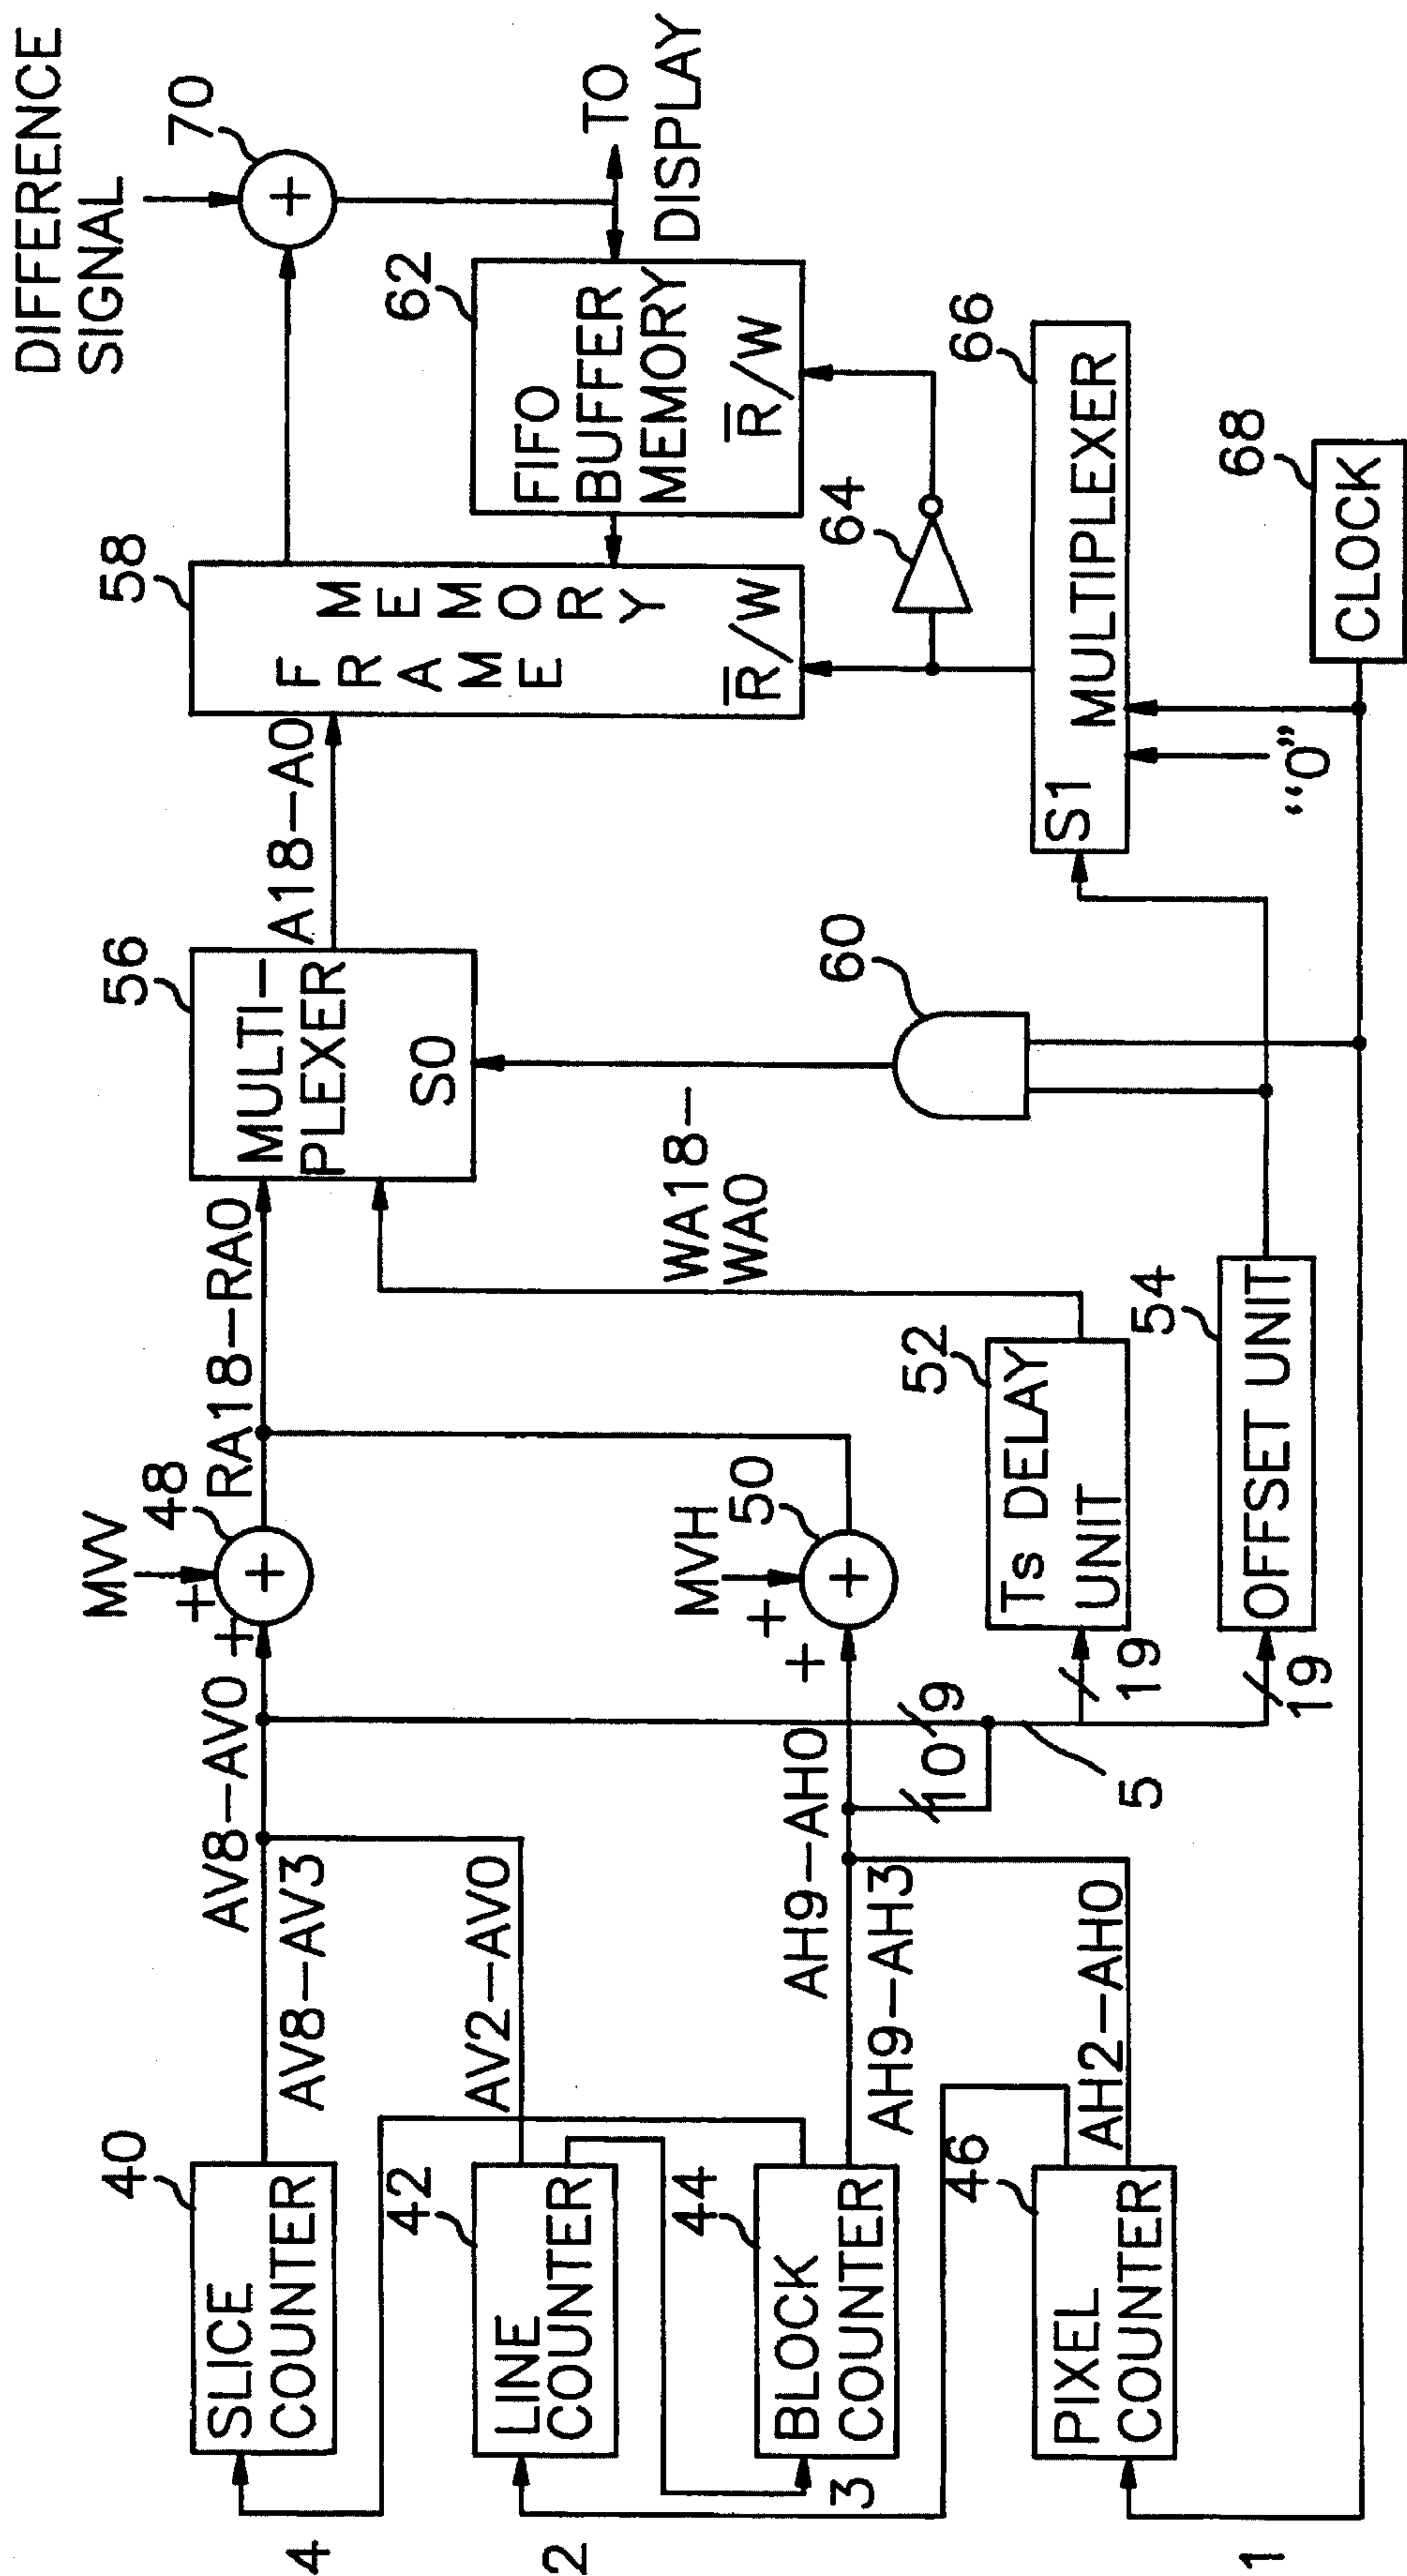 DIFFERENCE
SIGNAL
70
TO
DISPLAY
62
FIFO
BUFFER
MEMORY
R̅/W
58
FRAME
MEMORY
R̅/W
64
66
S1 MULTIPLEXER
"0"
68
CLOCK
A18-A0
56
MULTI-
PLEXER
S0
60
RA18-RA0
WA18-
WA0
MVV
48
+
+
+
MVH
50
+
+
+
+
52
Ts DELAY
UNIT
54
OFFSET UNIT
19
19
9
10
5
AV8-AV0
AV8-AV3
AV2-AV0
AH9-AH0
AH9-AH3
AH2-AH0
40
SLICE
COUNTER
42
LINE
COUNTER
44
BLOCK
COUNTER
46
PIXEL
COUNTER
4
2
3
1